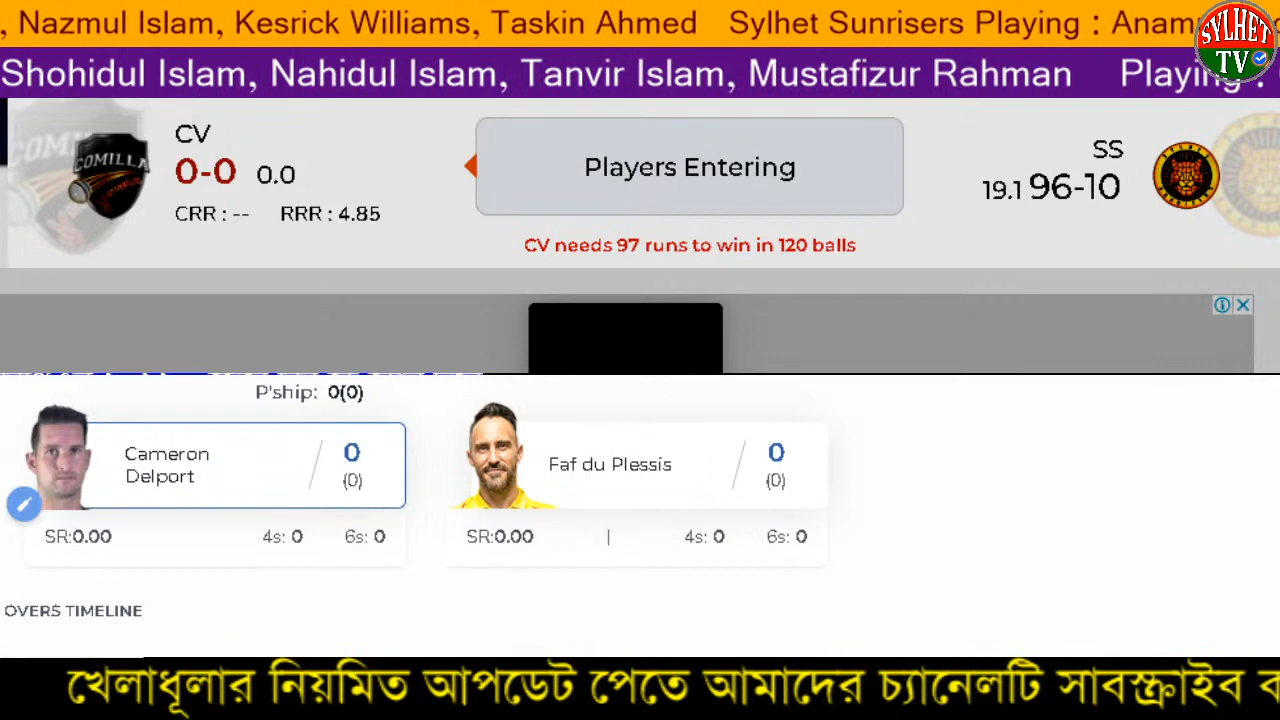 , Nazmul Islam, Kesrick Williams, Taskin Ahmed Sylhet Sunrisers Playing :
SYLHET TV
Shohidul Islam, Nahidul Islam, Tanvir Islam, Mustafizur Rahman Playing :
COMILLA
CV
0-0 0.0
CRR : -- RRR : 4.85
Players Entering
CV needs 97 runs to win in 120 balls
SS
19.1 96-10
P'ship: 0(0)
Cameron Delport 0 (0)
SR:0.00 4s: 0 6s: 0
Faf du Plessis 0 (0)
SR:0.00 | 4s: 0 6s: 0
OVERS TIMELINE
খেলাধূলার নিয়মিত আপডেট পেতে আমাদের চ্যানেলটি সাবস্ক্রাইব ক